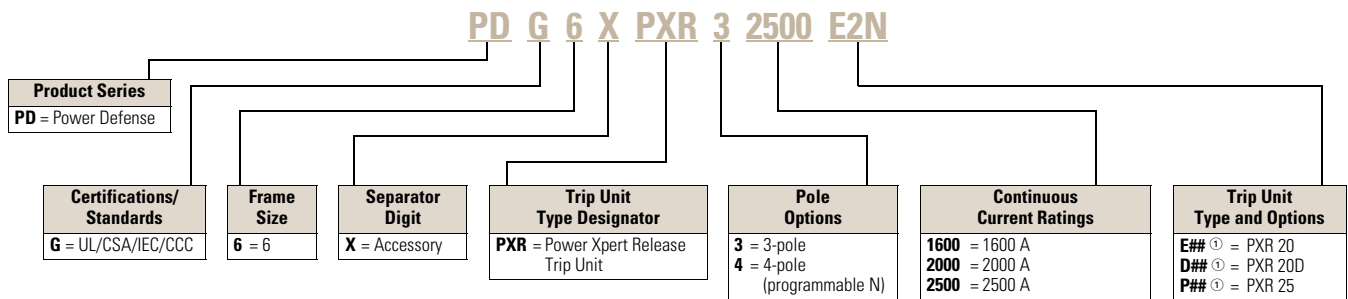 PD G 6 X PXR 3 2500 E2N
Product Series
PD = Power Defense
Certifications/
Standards
G = UL/CSA/IEC/CCC
Frame
Size
6 = 6
Separator
Digit
X = Accessory
Trip Unit
Type Designator
PXR = Power Xpert Release
Trip Unit
Pole
Options
3 = 3-pole
4 = 4-pole
(programmable N)
Continuous
Current Ratings
1600 = 1600 A
2000 = 2000 A
2500 = 2500 A
Trip Unit
Type and Options
E## ① = PXR 20
D## ① = PXR 20D
P## ① = PXR 25